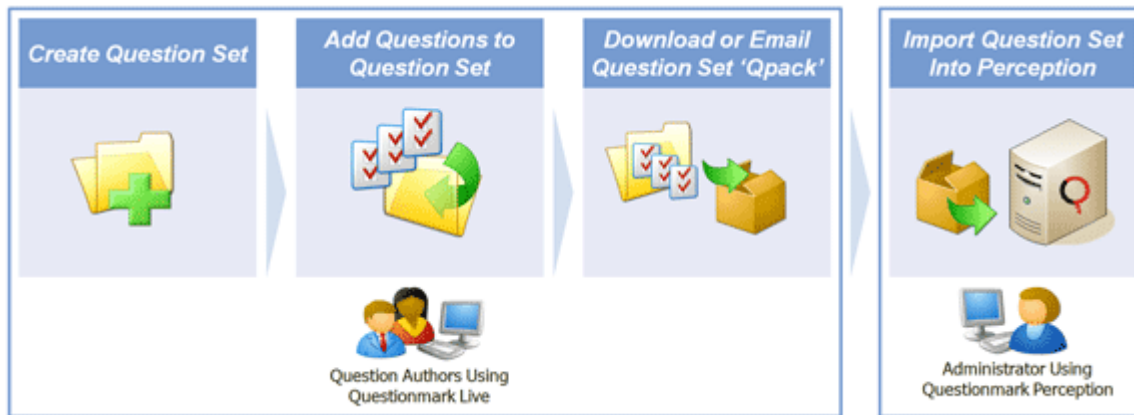 Create Question Set
Add Questions to
Question Set
Download or Email
Question Set ‘Qpack’
Import Question Set
Into Perception
Question Authors Using
Questionmark Live
Administrator Using
Questionmark Perception